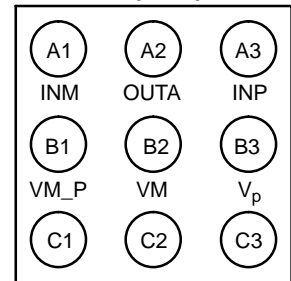 A1 A2 A3
INM OUTA INP
B1 B2 B3
VM_P VM Vp
C1 C2 C3